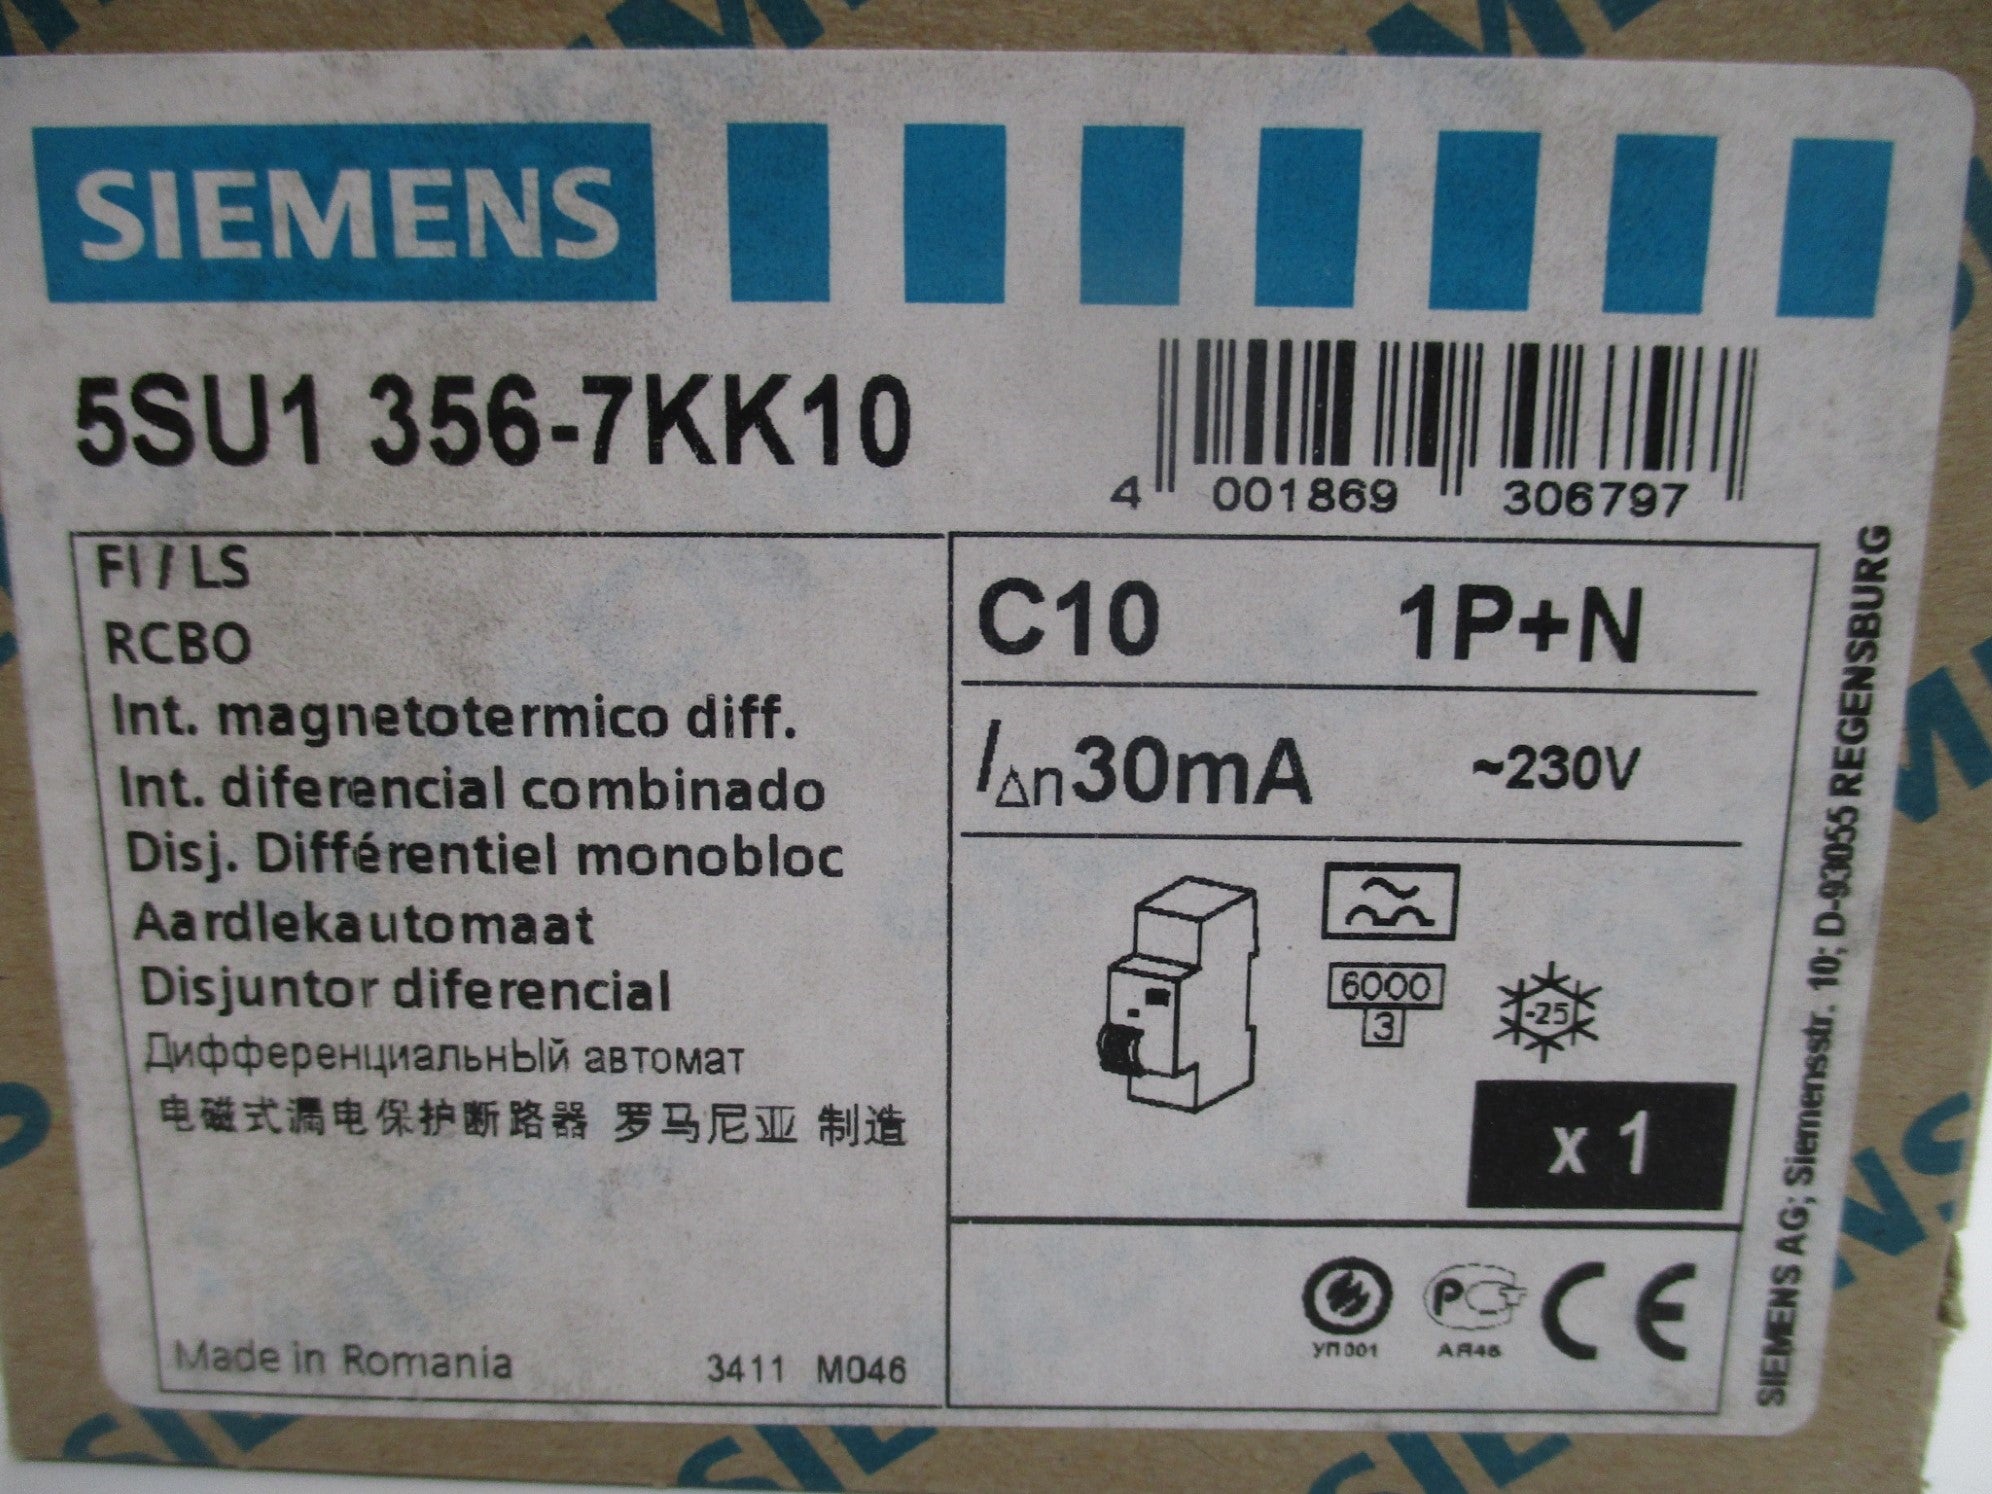 SIEMENS
5SU1 356-7KK10
4 001869 306797
FI / LS
RCBO
Int. magnetotermico diff.
Int. diferencial combinado
Disj. Différentiel monobloc
Aardlekautomaat
Disjuntor diferencial
Дифференциальный автомат
电磁式漏电保护断路器 罗马尼亚 制造
Made in Romania 3411 M046
C10 1P+N
I∆n 30mA ~230V
6000
3
-25
x 1
УП001
PC
АЯ46
CE
SIEMENS AG; Siemensstr. 10; D-93055 REGENSBURG